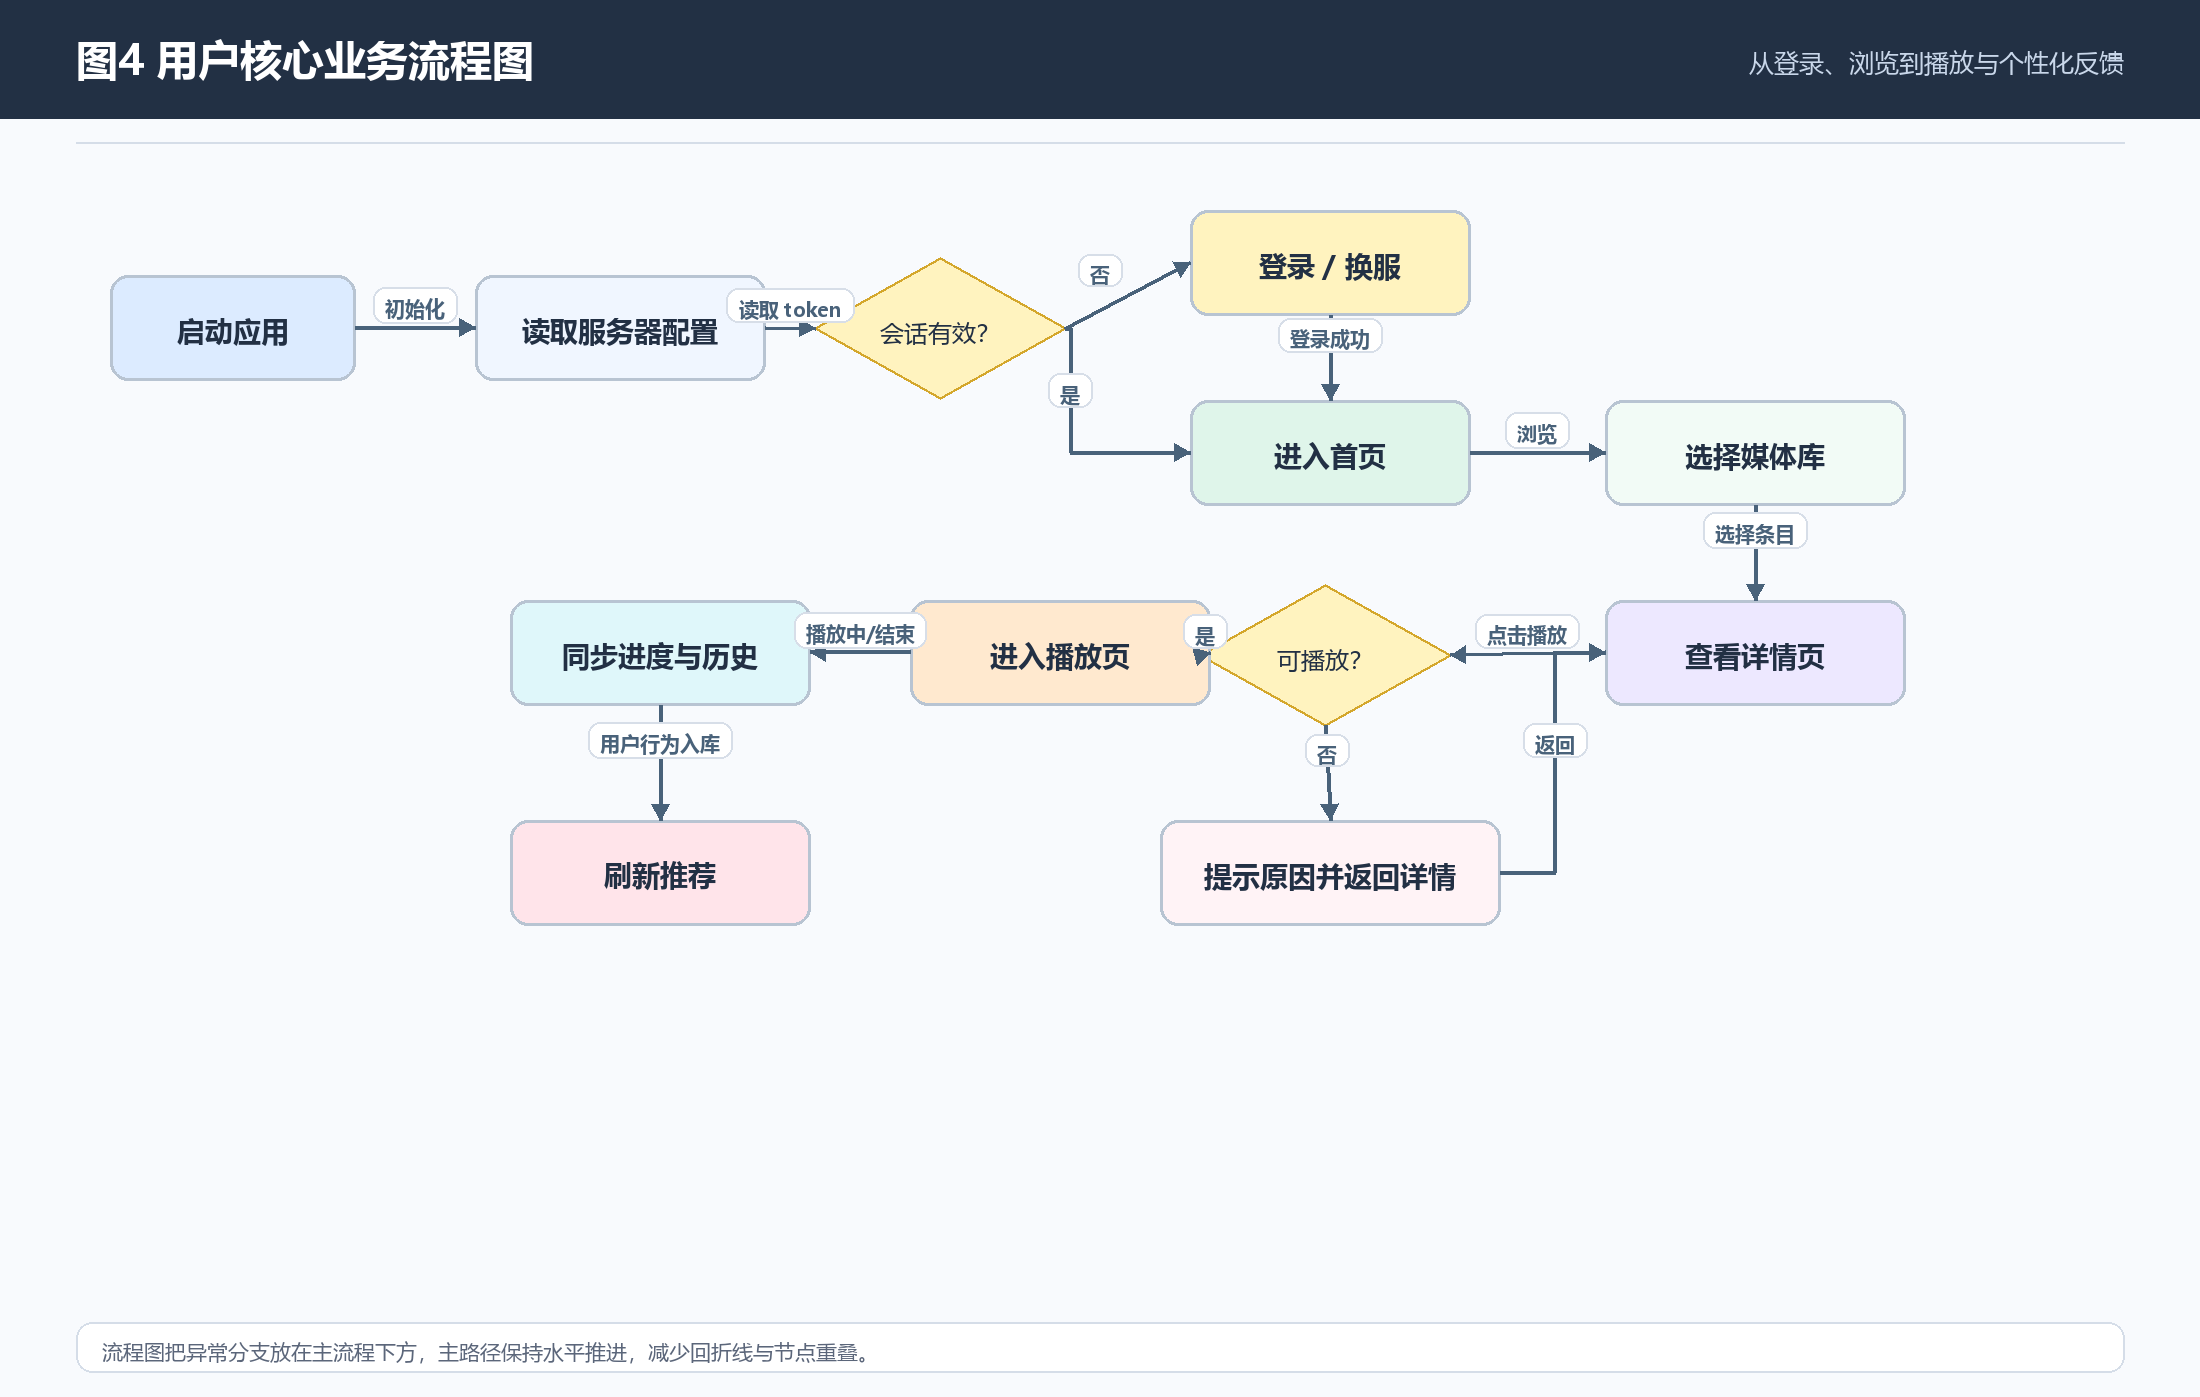 图4 用户核心业务流程图
从登录、浏览到播放与个性化反馈
登录 / 换服
否
启动应用
初始化
读取服务器配置
读取 token
会话有效?
登录成功
是
进入首页
浏览
选择媒体库
选择条目
同步进度与历史
播放中/结束
进入播放页
是
可播放?
点击播放
查看详情页
用户行为入库
否
返回
刷新推荐
提示原因并返回详情
流程图把异常分支放在主流程下方，主路径保持水平推进，减少回折线与节点重叠。